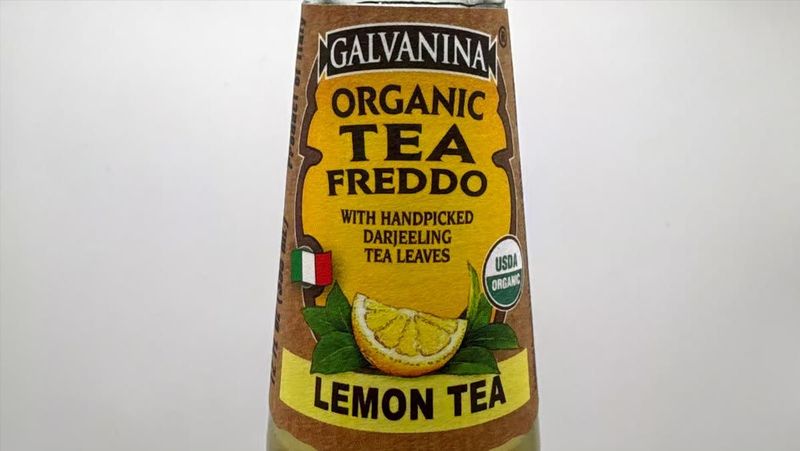 GALVANINA
ORGANIC
TEA
FREDDO
WITH HANDPICKED
DARJEELING
TEA LEAVES
USDA
ORGANIC
LEMON TEA